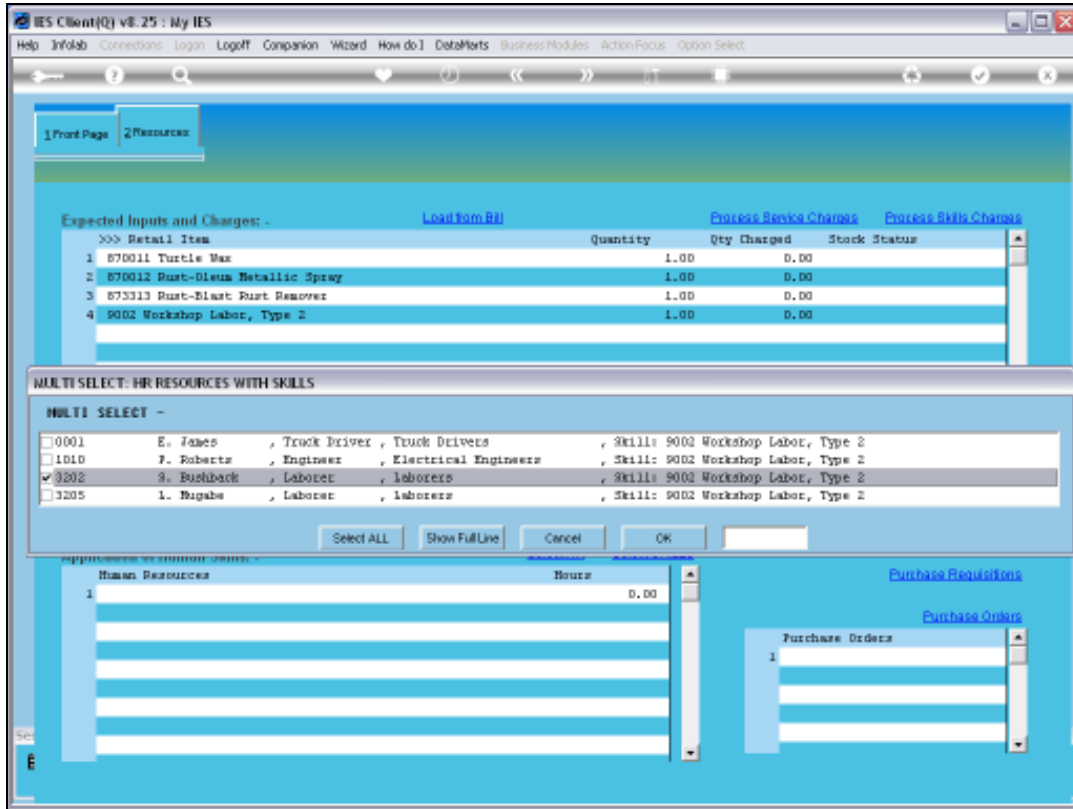 IES Client(Q) v8.25 : My IES
Help Infolab Connections Logon Logoff Companion Wizard How do I DataMarts Business Modules Action Focus Option Select
1 Front Page 2 Resources
Expected Inputs and Charges: - Load from Bill Process Service Charges Process Skills Charges
>>> Retail Item Quantity Qty Charged Stock Status
1 870011 Turtle Wax 1.00 0.00
2 870012 Rust-Oleum Metallic Spray 1.00 0.00
3 873313 Rust-Blast Rust Remover 1.00 0.00
4 9002 Workshop Labor, Type 2 1.00 0.00
MULTI SELECT: HR RESOURCES WITH SKILLS
MULTI SELECT -
0001 E. James , Truck Driver , Truck Drivers , Skill: 9002 Workshop Labor, Type 2
1010 P. Roberts , Engineer , Electrical Engineers , Skill: 9002 Workshop Labor, Type 2
3202 S. Bushback , Laborer , Laborers , Skill: 9002 Workshop Labor, Type 2
3205 L. Mugabe , Laborer , Laborers , Skill: 9002 Workshop Labor, Type 2
Select ALL Show Full Line Cancel OK
Application of Human Skills: -
Human Resources Hours Purchase Requisitions
1 0.00
Purchase Orders
Purchase Orders
1